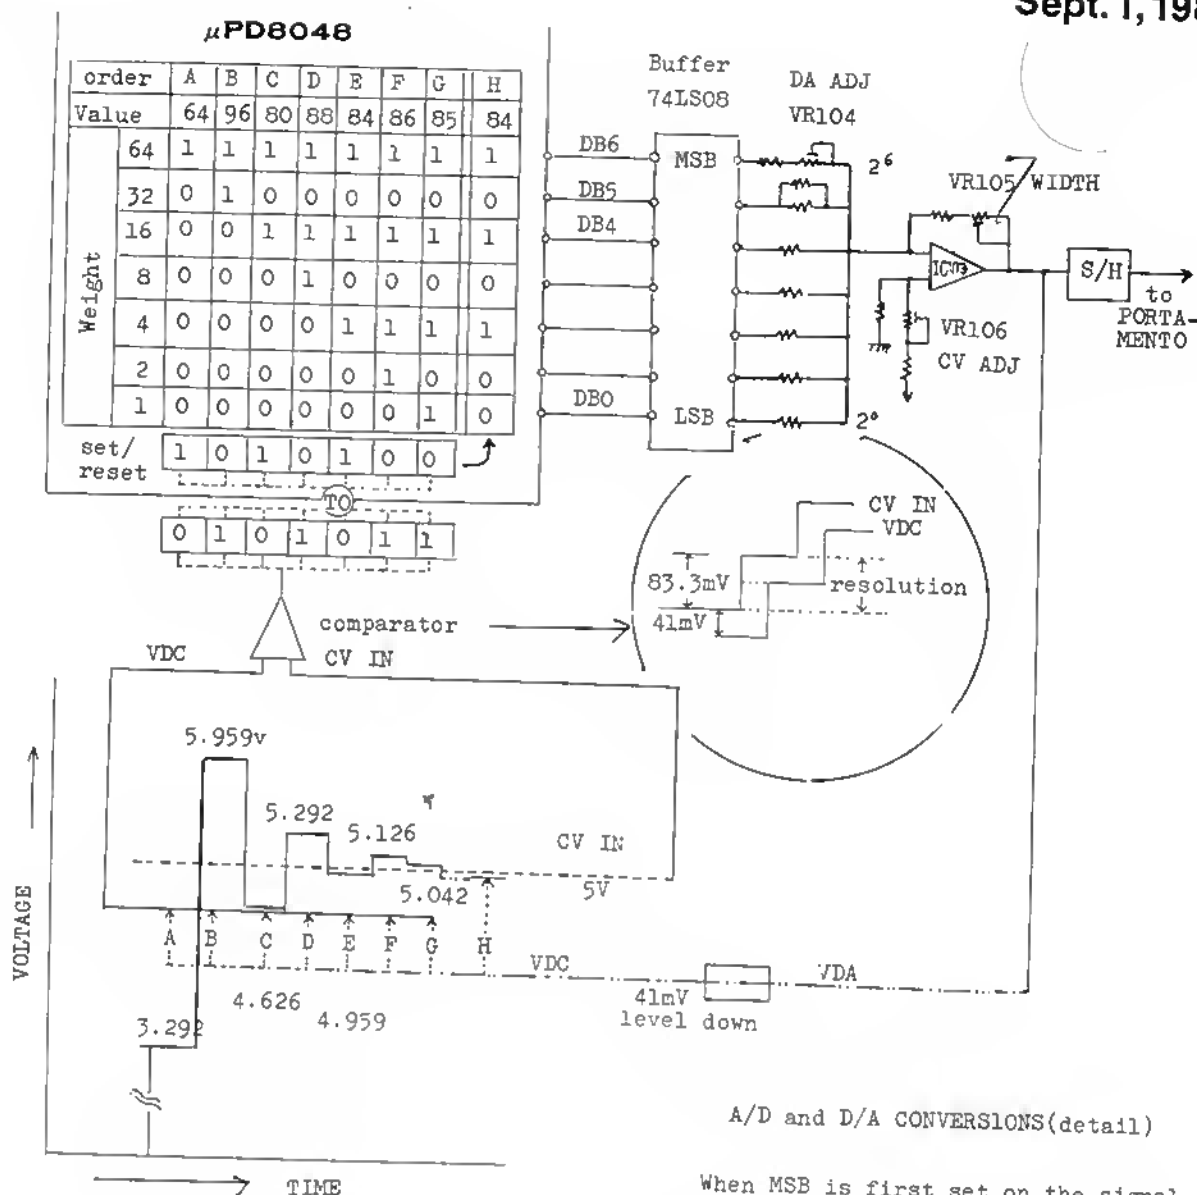 Sept. 1, 198
μPD8048
order A B C D E F G H
Value 64 96 80 88 84 86 85 84
Weight
64 1 1 1 1 1 1 1 1
32 0 1 0 0 0 0 0 0
16 0 0 1 1 1 1 1 1
8 0 0 0 1 0 0 0 0
4 0 0 0 0 1 1 1 1
2 0 0 0 0 0 1 0 0
1 0 0 0 0 0 0 1 0
set/
reset
1 0 1 0 1 0 0
TO
0 1 0 1 0 1 1
Buffer
74LS08
DA ADJ
VR104
DB6
DB5
DB4
DB0
MSB
LSB
2⁶
2⁰
VR105 WIDTH
S/H
to
PORTA-
MENTO
VR106
CV ADJ
CV IN
VDC
83.3mV
resolution
41mV
comparator
VDC
CV IN
5.959v
5.292
5.126
CV IN
5.042
5V
A B C D E F G H
VDC
VDA
41mV
level down
4.626
4.959
3.292
VOLTAGE
TIME
A/D and D/A CONVERSIONS(detail)
When MSB is first set on the signal